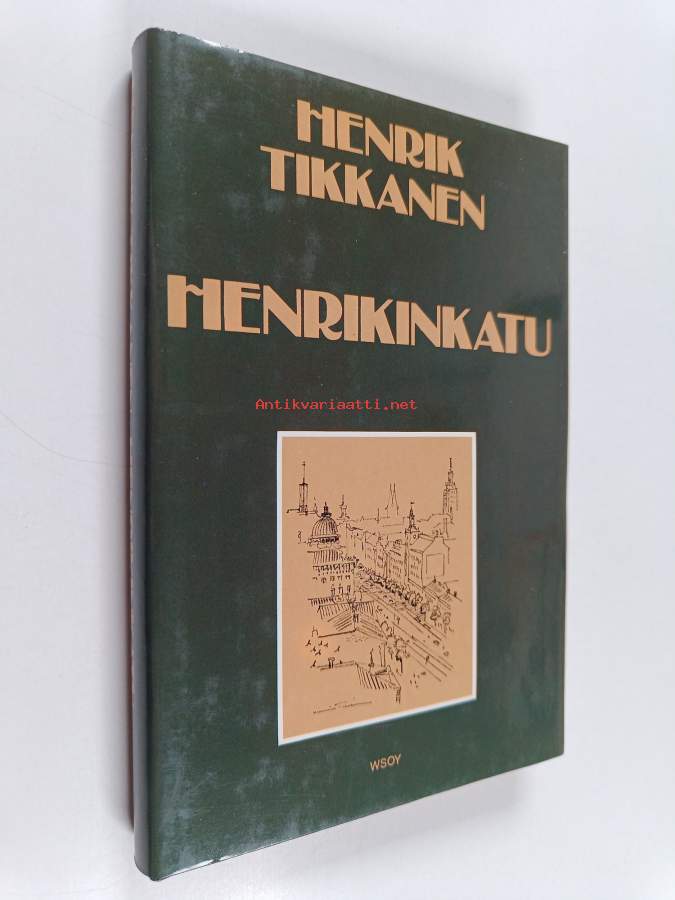 HENRIK
TIKKANEN
HENRIKINKATU
Antikvariaatti.net
WSOY